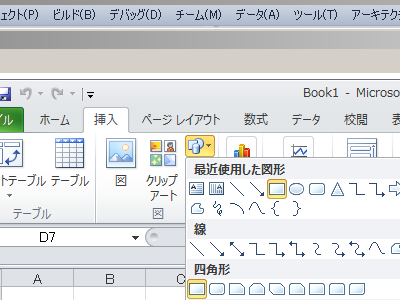 ェクト(P) ビルド(B) デバッグ(D) チーム(M) データ(A) ツール(T) アーキテク
Book1 - Microso
イル ホーム 挿入 ページ レイアウト 数式 データ 校閲
トテーブル テーブル 図 クリップ アート
テーブル
最近使用した図形
線
四角形
D7
A B C